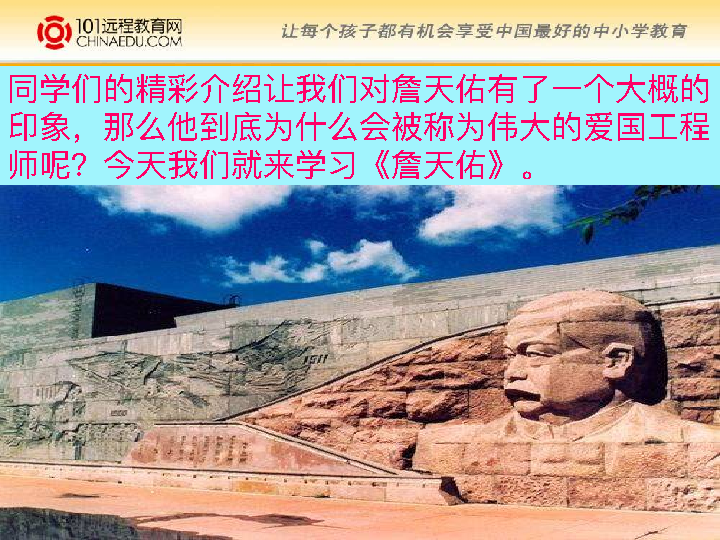 101远程教育网
CHINAEDU.COM
让每个孩子都有机会享受中国最好的中小学教育
同学们的精彩介绍让我们对詹天佑有了一个大概的
印象，那么他到底为什么会被称为伟大的爱国工程
师呢？今天我们就来学习《詹天佑》。
1911